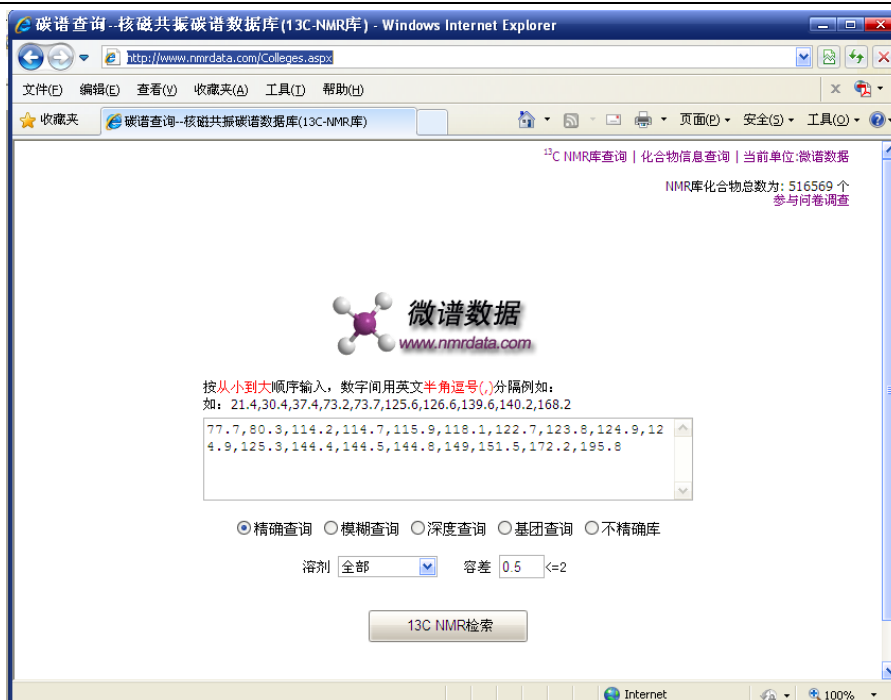 碳谱查询--核磁共振碳谱数据库(13C-NMR库) - Windows Internet Explorer
http://www.nmrdata.com/Colleges.aspx
文件(F) 编辑(E) 查看(V) 收藏夹(A) 工具(T) 帮助(H)
收藏夹 碳谱查询--核磁共振碳谱数据库(13C-NMR库) 页面(P) 安全(S) 工具(O)
13C NMR库查询 | 化合物信息查询 | 当前单位:微谱数据
NMR库化合物总数为: 516569 个
参与问卷调查
微谱数据
www.nmrdata.com
按从小到大顺序输入，数字间用英文半角逗号(,)分隔例如：
如：21.4,30.4,37.4,73.2,73.7,125.6,126.6,139.6,140.2,168.2
77.7,80.3,114.2,114.7,115.9,118.1,122.7,123.8,124.9,12
4.9,125.3,144.4,144.5,144.8,149,151.5,172.2,195.8
精确查询 模糊查询 深度查询 基团查询 不精确库
溶剂 全部 容差 0.5 <=2
13C NMR检索
Internet 100%